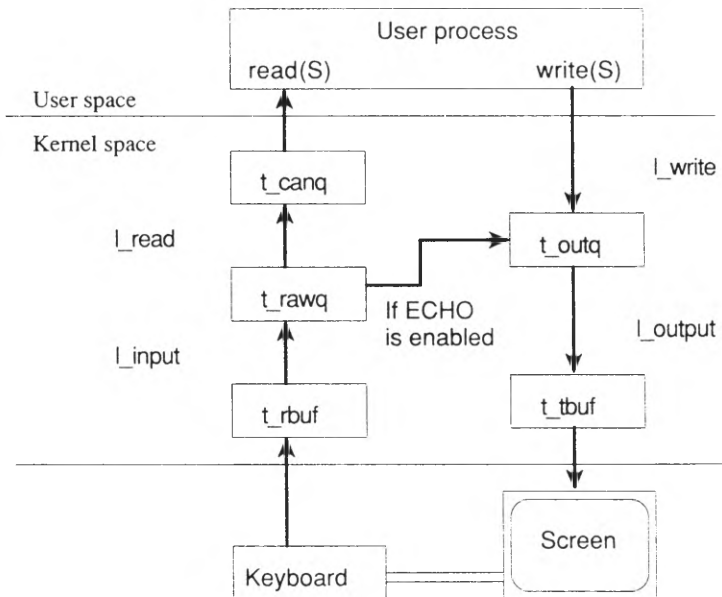 User process
read(S) write(S)
User space
Kernel space
t_canq
l_write
l_read
t_outq
t_rawq
If ECHO
is enabled
l_output
l_input
t_rbuf
t_tbuf
Screen
Keyboard